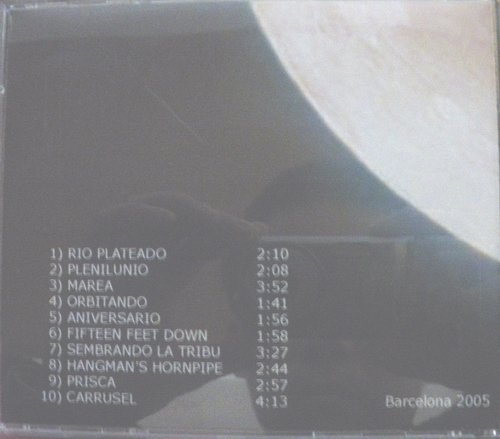 1) RIO PLATEADO 2:10
2) PLENILUNIO 2:08
3) MAREA 3:52
4) ORBITANDO 1:41
5) ANIVERSARIO 1:56
6) FIFTEEN FEET DOWN 1:58
7) SEMBRANDO LA TRIBU 3:27
8) HANGMAN'S HORNPIPE 2:44
9) PRISCA 2:57
10) CARRUSEL 4:13
Barcelona 2005